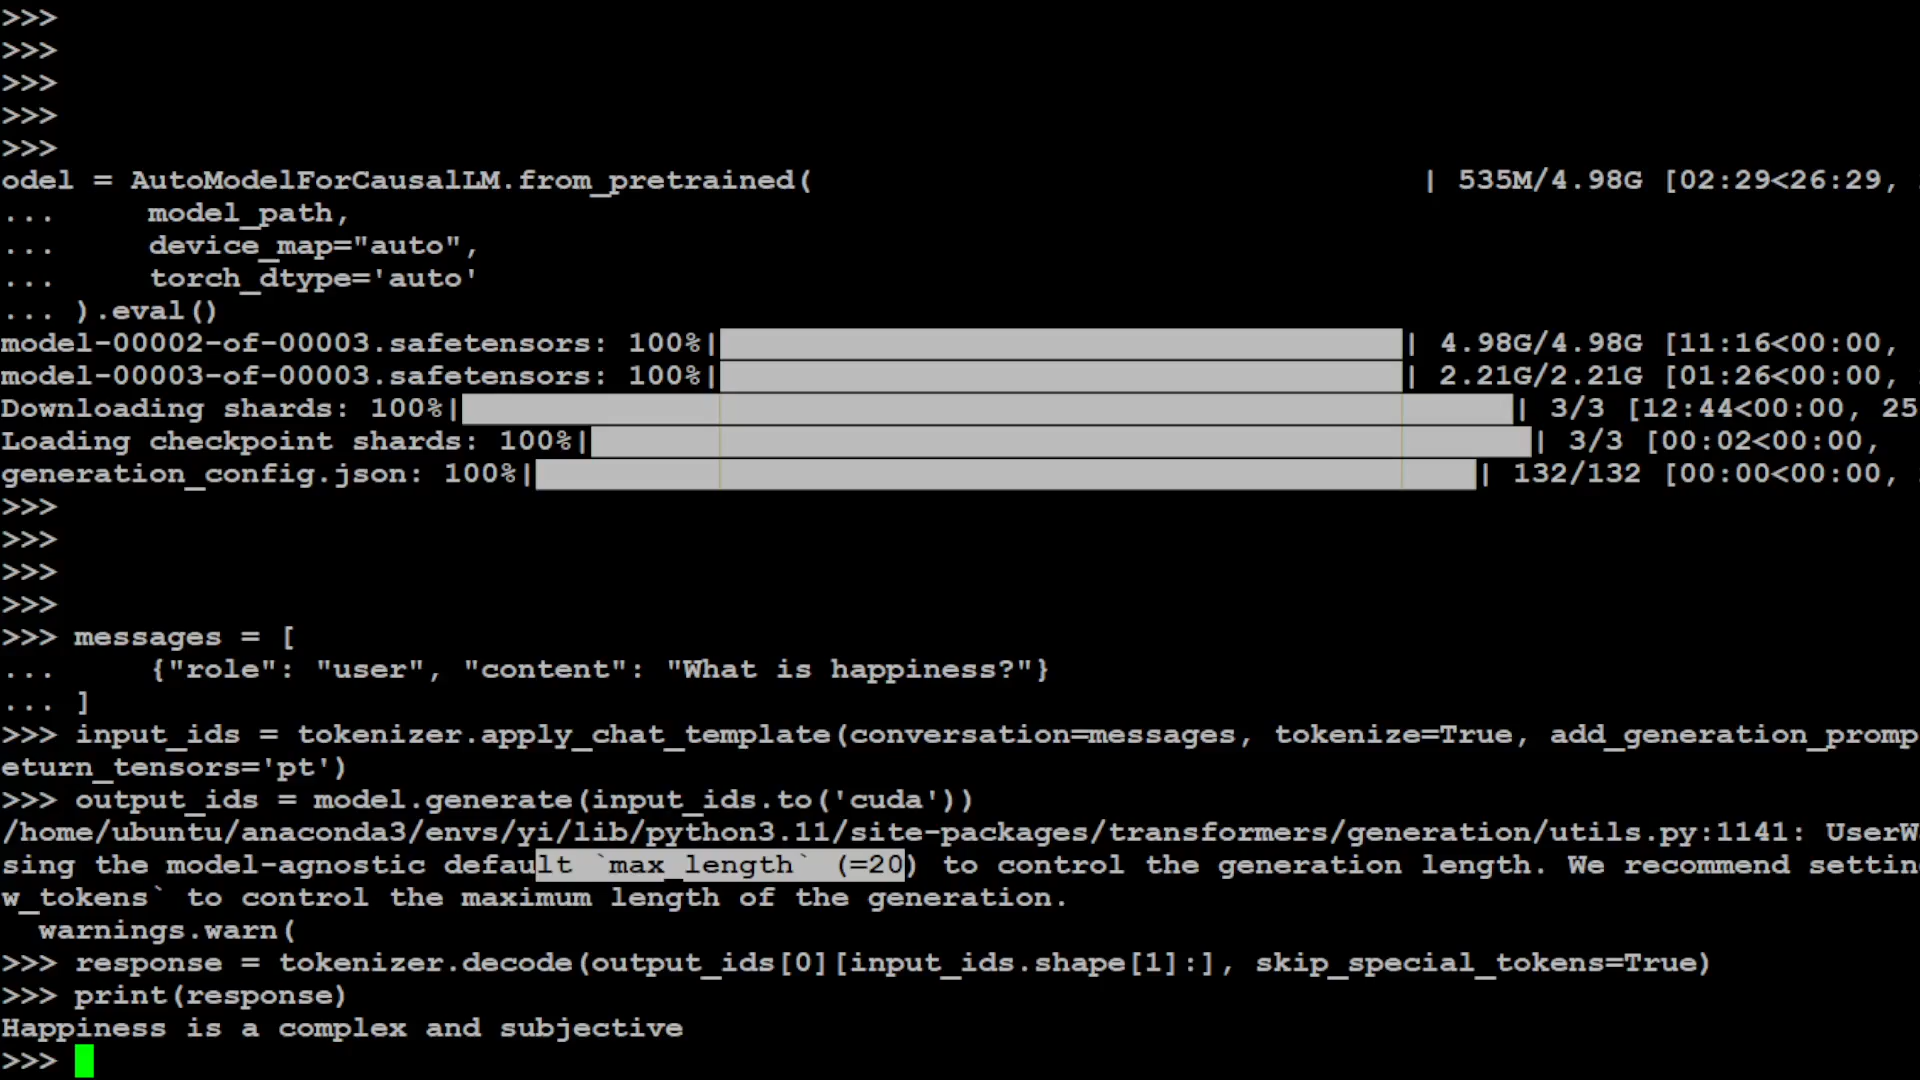 >>>
>>>
>>>
>>>
>>>
odel = AutoModelForCausalLM.from_pretrained( | 535M/4.98G [02:29<26:29,
...     model_path,
...     device_map="auto",
...     torch_dtype='auto'
... ).eval()
model-00002-of-00003.safetensors: 100%| | 4.98G/4.98G [11:16<00:00,
model-00003-of-00003.safetensors: 100%| | 2.21G/2.21G [01:26<00:00,
Downloading shards: 100%| | 3/3 [12:44<00:00, 25
Loading checkpoint shards: 100%| | 3/3 [00:02<00:00,
generation_config.json: 100%| | 132/132 [00:00<00:00,
>>>
>>>
>>>
>>>
>>> messages = [
...     {"role": "user", "content": "What is happiness?"}
... ]
>>> input_ids = tokenizer.apply_chat_template(conversation=messages, tokenize=True, add_generation_promp
eturn_tensors='pt')
>>> output_ids = model.generate(input_ids.to('cuda'))
/home/ubuntu/anaconda3/envs/yi/lib/python3.11/site-packages/transformers/generation/utils.py:1141: UserW
sing the model-agnostic default `max_length` (=20) to control the generation length. We recommend settin
w_tokens` to control the maximum length of the generation.
  warnings.warn(
>>> response = tokenizer.decode(output_ids[0][input_ids.shape[1]:], skip_special_tokens=True)
>>> print(response)
Happiness is a complex and subjective
>>>